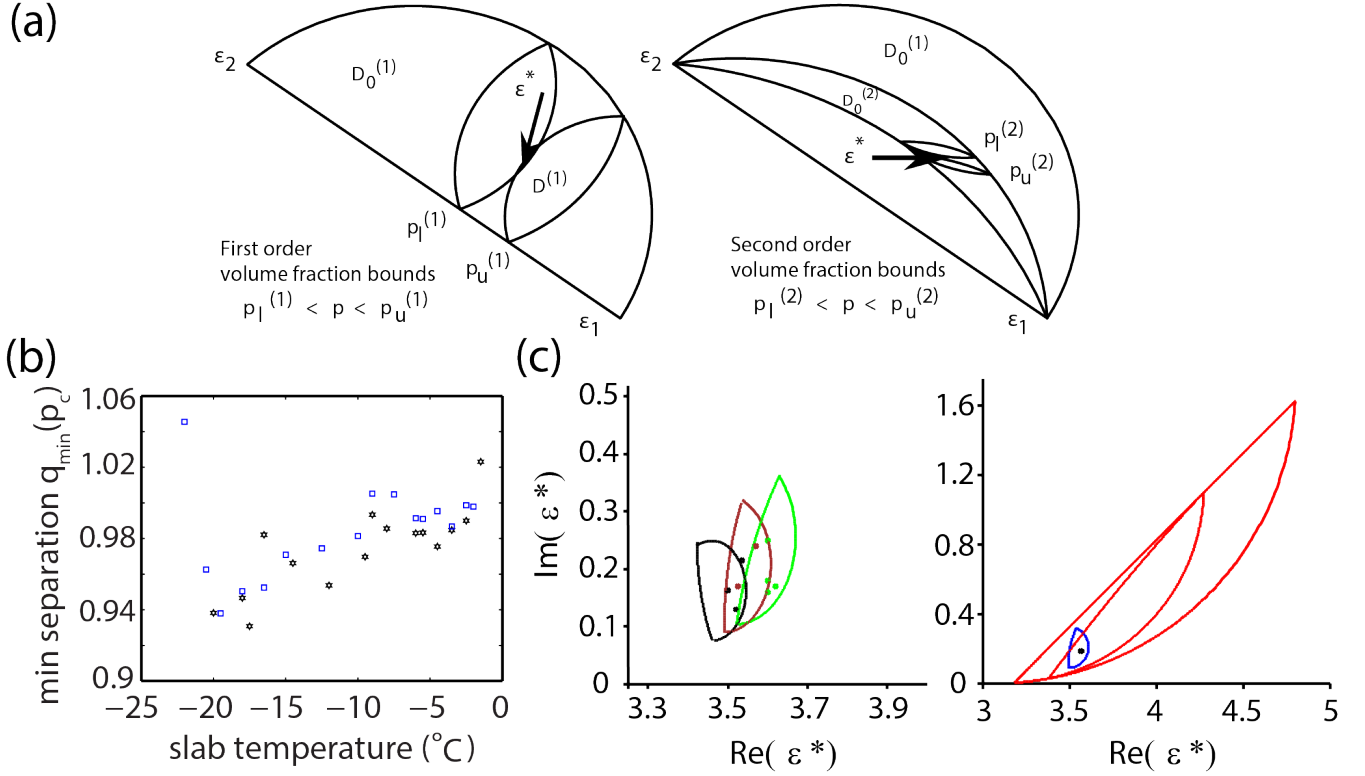 (a)
ε₂
D₀⁽¹⁾
ε*
D⁽¹⁾
pₗ⁽¹⁾
pᵤ⁽¹⁾
ε₁
First order
volume fraction bounds
pₗ⁽¹⁾ < p < pᵤ⁽¹⁾
ε₂
D₀⁽¹⁾
D₀⁽²⁾
ε*
pₗ⁽²⁾
pᵤ⁽²⁾
ε₁
Second order
volume fraction bounds
pₗ⁽²⁾ < p < pᵤ⁽²⁾
(b)
min separation q_min(p_c)
1.06
1.02
0.98
0.94
0.9
−25 −20 −15 −10 −5 0
slab temperature (°C)
(c)
Im( ε*)
0.5
0.4
0.3
0.2
0.1
0
3.3 3.5 3.7 3.9
Re( ε*)
1.6
1.2
0.8
0.4
0
3 3.5 4 4.5 5
Re( ε*)